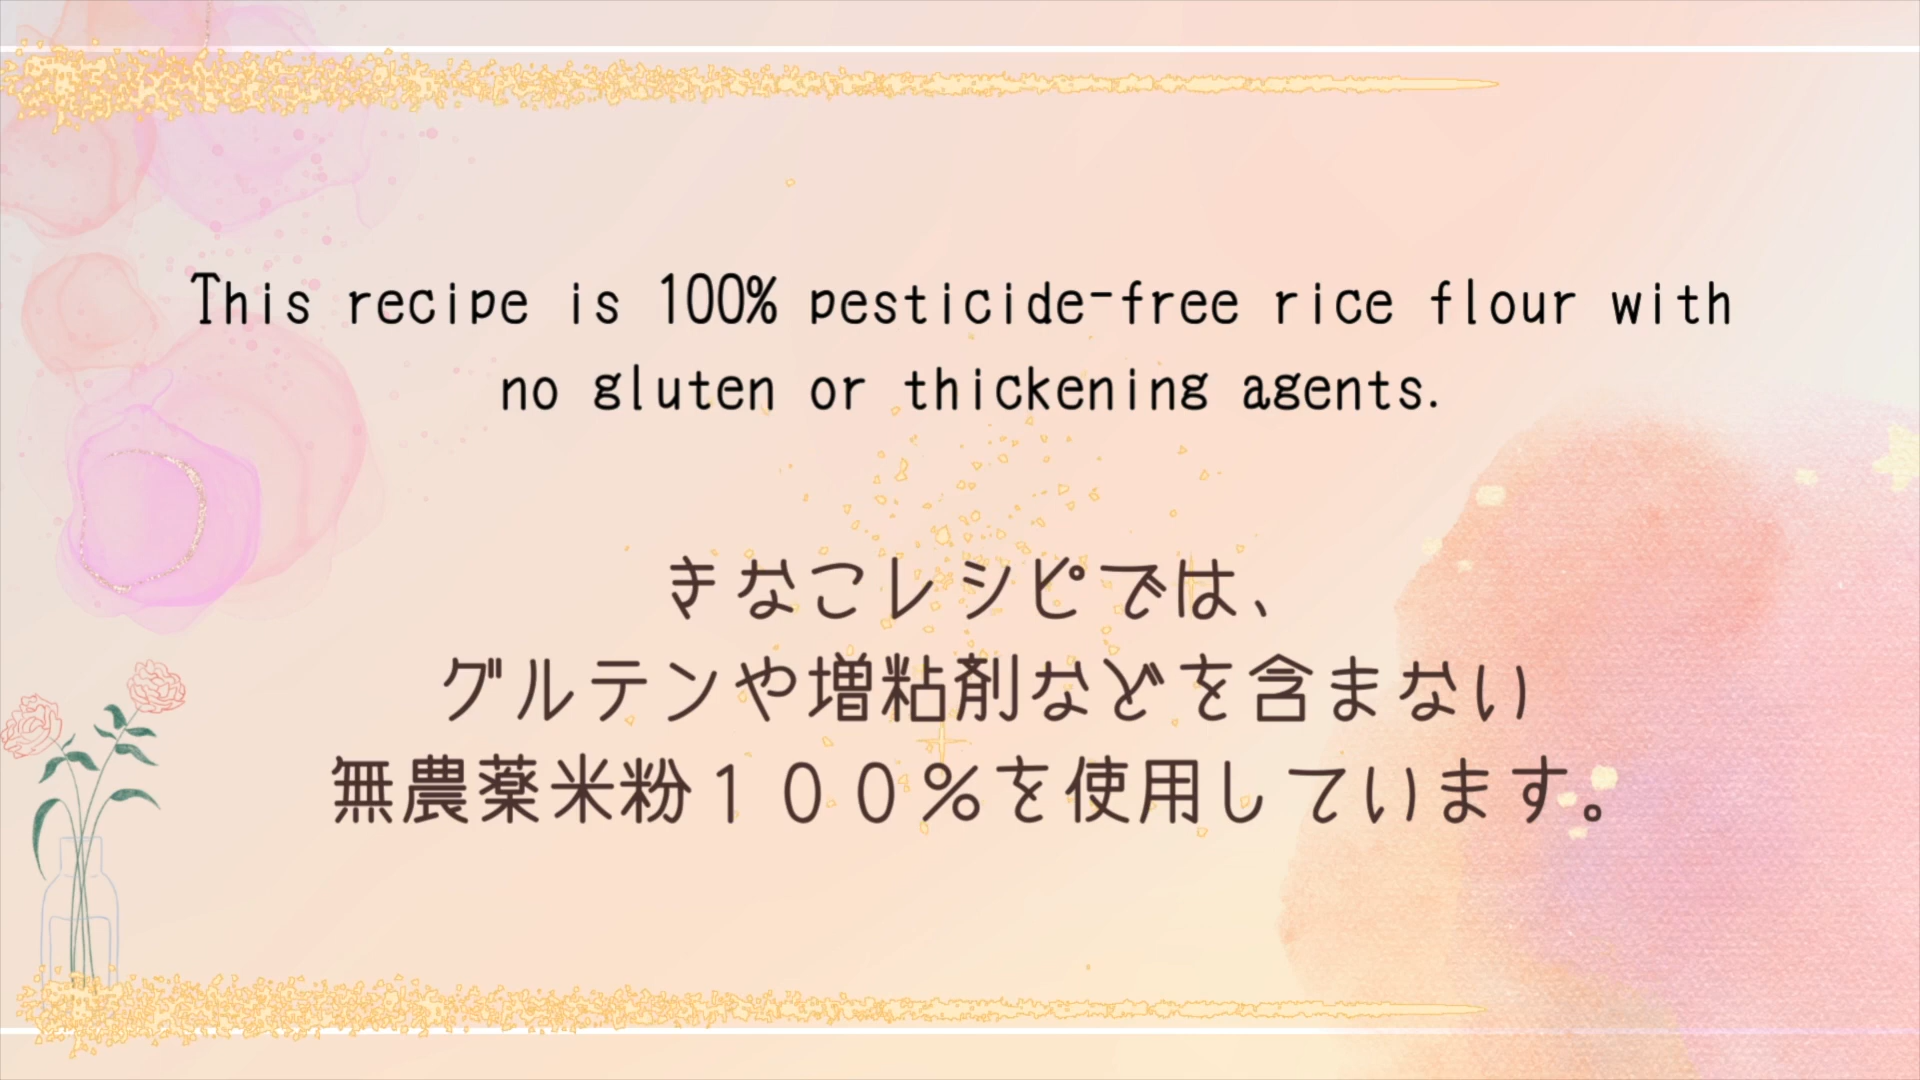 This recipe is 100% pesticide-free rice flour with
no gluten or thickening agents.
きなこレシピでは、
グルテンや増粘剤などを含まない
無農薬米粉１００％を使用しています。